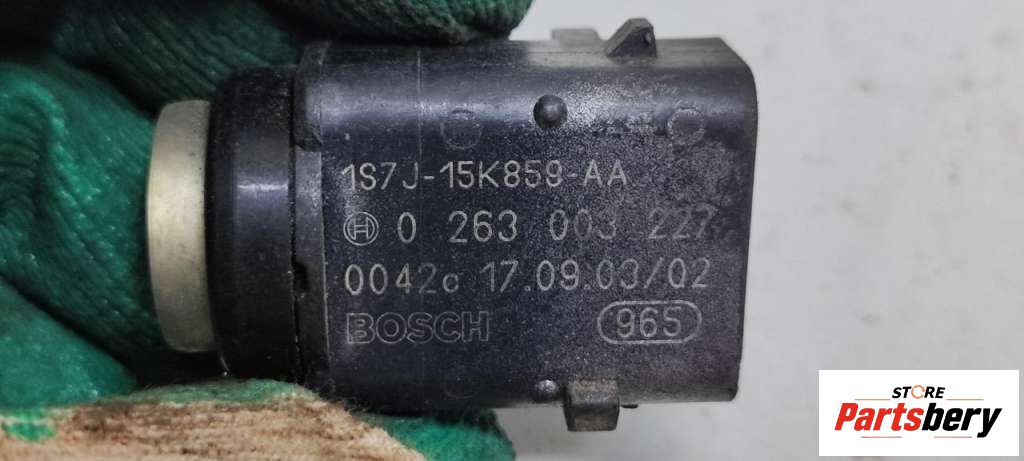 1S7J-15K859-AA
0 263 003 227
0042c 17.09.03/02
BOSCH 965
STORE
Partsbery